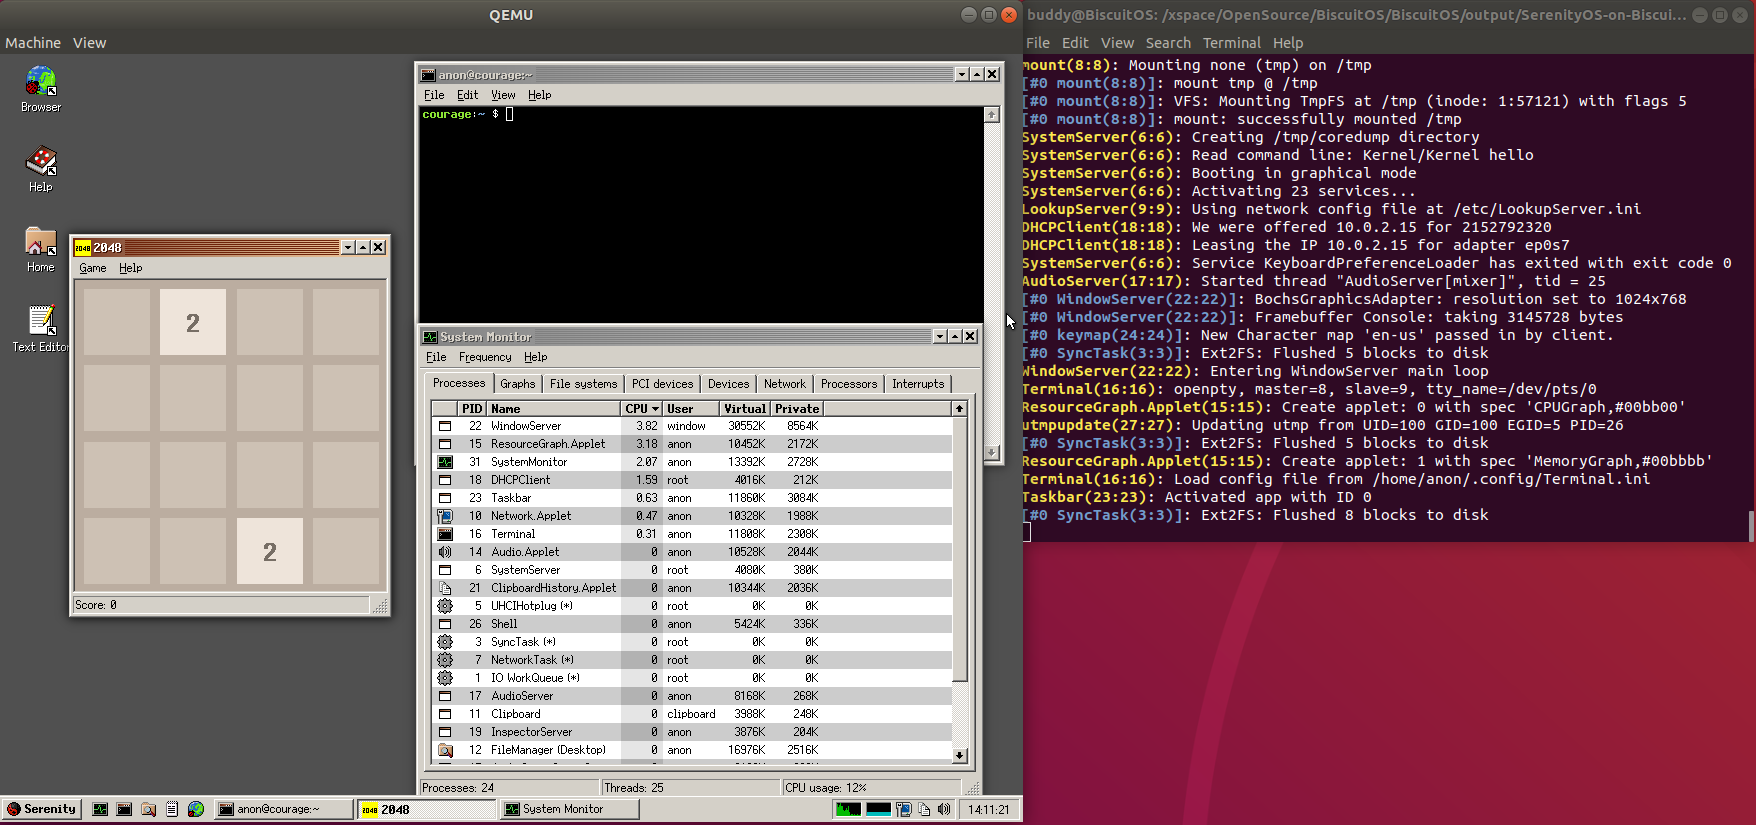 QEMU
Machine View
Browser
Help
Home
Text Editor
2048 2048
Game Help
2
2
Score: 0
anon@courage:~
File Edit View Help
courage:~ $
System Monitor
File Frequency Help
Processes Graphs File systems PCI devices Devices Network Processors Interrupts
PID Name CPU User Virtual Private
22 WindowServer 3.82 window 30552K 8564K
15 ResourceGraph.Applet 3.18 anon 10452K 2172K
31 SystemMonitor 2.07 anon 13392K 2728K
18 DHCPClient 1.59 root 4016K 212K
23 Taskbar 0.63 anon 11860K 3084K
10 Network.Applet 0.47 anon 10328K 1988K
16 Terminal 0.31 anon 11808K 2308K
14 Audio.Applet 0 anon 10528K 2044K
6 SystemServer 0 root 4080K 380K
21 ClipboardHistory.Applet 0 anon 10344K 2036K
5 UHCIHotplug (*) 0 root 0K 0K
26 Shell 0 anon 5424K 336K
3 SyncTask (*) 0 root 0K 0K
7 NetworkTask (*) 0 root 0K 0K
1 IO WorkQueue (*) 0 root 0K 0K
17 AudioServer 0 anon 8168K 268K
11 Clipboard 0 clipboard 3988K 248K
19 InspectorServer 0 anon 3876K 204K
12 FileManager (Desktop) 0 anon 16976K 2516K
Processes: 24 Threads: 25 CPU usage: 12%
Serenity anon@courage:~ 2048 2048 System Monitor 14:11:21
buddy@BiscuitOS: /xspace/OpenSource/BiscuitOS/BiscuitOS/output/SerenityOS-on-Biscui...
File Edit View Search Terminal Help
mount(8:8): Mounting none (tmp) on /tmp
[#0 mount(8:8)]: mount tmp @ /tmp
[#0 mount(8:8)]: VFS: Mounting TmpFS at /tmp (inode: 1:57121) with flags 5
[#0 mount(8:8)]: mount: successfully mounted /tmp
SystemServer(6:6): Creating /tmp/coredump directory
SystemServer(6:6): Read command line: Kernel/Kernel hello
SystemServer(6:6): Booting in graphical mode
SystemServer(6:6): Activating 23 services...
LookupServer(9:9): Using network config file at /etc/LookupServer.ini
DHCPClient(18:18): We were offered 10.0.2.15 for 2152792320
DHCPClient(18:18): Leasing the IP 10.0.2.15 for adapter ep0s7
SystemServer(6:6): Service KeyboardPreferenceLoader has exited with exit code 0
AudioServer(17:17): Started thread "AudioServer[mixer]", tid = 25
[#0 WindowServer(22:22)]: BochsGraphicsAdapter: resolution set to 1024x768
[#0 WindowServer(22:22)]: Framebuffer Console: taking 3145728 bytes
[#0 keymap(24:24)]: New Character map 'en-us' passed in by client.
[#0 SyncTask(3:3)]: Ext2FS: Flushed 5 blocks to disk
WindowServer(22:22): Entering WindowServer main loop
Terminal(16:16): openpty, master=8, slave=9, tty_name=/dev/pts/0
ResourceGraph.Applet(15:15): Create applet: 0 with spec 'CPUGraph,#00bb00'
utmpupdate(27:27): Updating utmp from UID=100 GID=100 EGID=5 PID=26
[#0 SyncTask(3:3)]: Ext2FS: Flushed 5 blocks to disk
ResourceGraph.Applet(15:15): Create applet: 1 with spec 'MemoryGraph,#00bbbb'
Terminal(16:16): Load config file from /home/anon/.config/Terminal.ini
Taskbar(23:23): Activated app with ID 0
[#0 SyncTask(3:3)]: Ext2FS: Flushed 8 blocks to disk